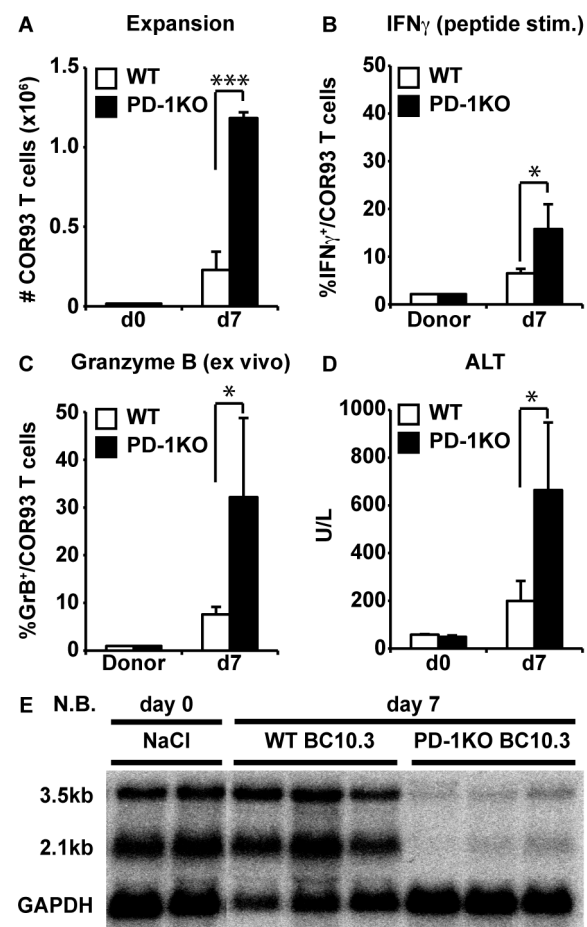 A Expansion
# COR93 T cells (x10⁶)
1.5
1.0
0.5
0
WT
PD-1KO
***
d0 d7
B IFNγ (peptide stim.)
%IFNγ⁺/COR93 T cells
50
40
30
20
10
0
WT
PD-1KO
*
Donor d7
C Granzyme B (ex vivo)
%GrB⁺/COR93 T cells
50
40
30
20
10
0
WT
PD-1KO
*
Donor d7
D ALT
U/L
1000
800
600
400
200
0
WT
PD-1KO
*
d0 d7
E N.B. day 0 day 7
NaCl WT BC10.3 PD-1KO BC10.3
3.5kb
2.1kb
GAPDH